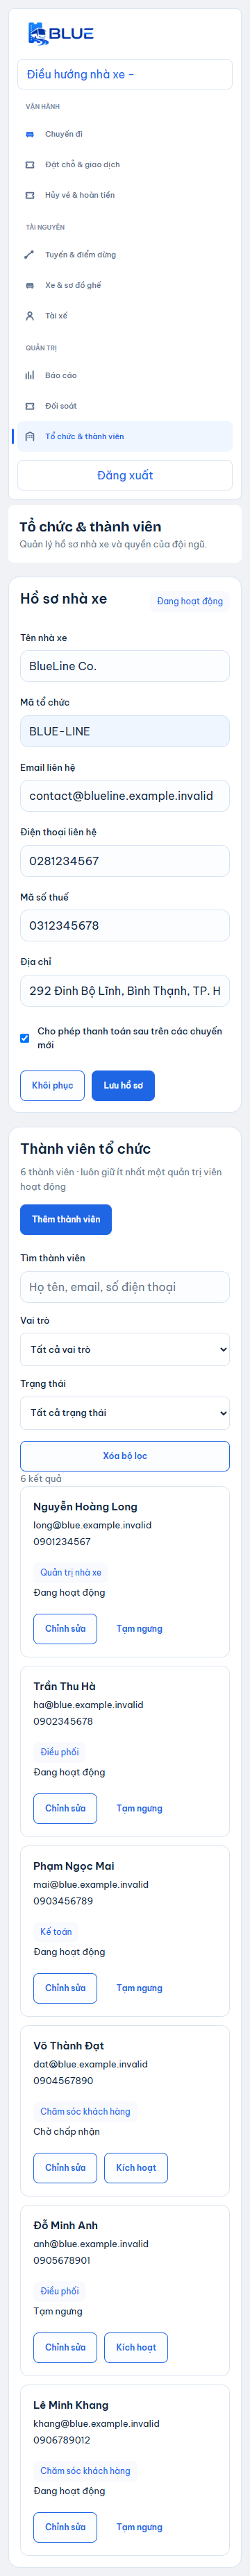 BLUE
Điều hướng nhà xe -
VẬN HÀNH
Chuyến đi
Đặt chỗ & giao dịch
Hủy vé & hoàn tiền
TÀI NGUYÊN
Tuyến & điểm dừng
Xe & sơ đồ ghế
Tài xế
QUẢN TRỊ
Báo cáo
Đối soát
Tổ chức & thành viên
Đăng xuất
Tổ chức & thành viên
Quản lý hồ sơ nhà xe và quyền của đội ngũ.
Hồ sơ nhà xe
Đang hoạt động
Tên nhà xe
BlueLine Co.
Mã tổ chức
BLUE-LINE
Email liên hệ
contact@blueline.example.invalid
Điện thoại liên hệ
0281234567
Mã số thuế
0312345678
Địa chỉ
292 Đinh Bộ Lĩnh, Bình Thạnh, TP. H
Cho phép thanh toán sau trên các chuyến
mới
Khôi phục
Lưu hồ sơ
Thành viên tổ chức
6 thành viên · luôn giữ ít nhất một quản trị viên
hoạt động
Thêm thành viên
Tìm thành viên
Họ tên, email, số điện thoại
Vai trò
Tất cả vai trò
Trạng thái
Tất cả trạng thái
Xóa bộ lọc
6 kết quả
Nguyễn Hoàng Long
long@blue.example.invalid
0901234567
Quản trị nhà xe
Đang hoạt động
Chỉnh sửa
Tạm ngưng
Trần Thu Hà
ha@blue.example.invalid
0902345678
Điều phối
Đang hoạt động
Chỉnh sửa
Tạm ngưng
Phạm Ngọc Mai
mai@blue.example.invalid
0903456789
Kế toán
Đang hoạt động
Chỉnh sửa
Tạm ngưng
Võ Thành Đạt
dat@blue.example.invalid
0904567890
Chăm sóc khách hàng
Chờ chấp nhận
Chỉnh sửa
Kích hoạt
Đỗ Minh Anh
anh@blue.example.invalid
0905678901
Điều phối
Tạm ngưng
Chỉnh sửa
Kích hoạt
Lê Minh Khang
khang@blue.example.invalid
0906789012
Chăm sóc khách hàng
Đang hoạt động
Chỉnh sửa
Tạm ngưng